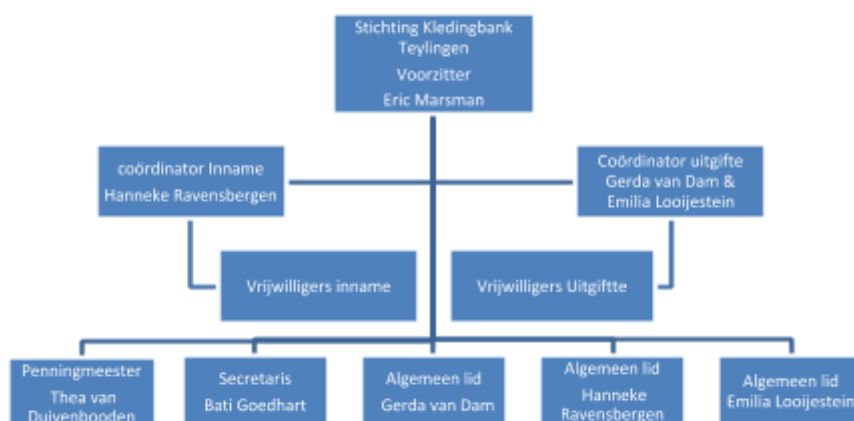 Stichting Kledingbank
Teylingen
Voorzitter
Eric Marsman
coördinator Inname
Hanneke Ravensbergen
Coördinator uitgifte
Gerda van Dam &
Emilia Looijestein
Vrijwilligers inname
Vrijwilligers Uitgiftte
Penningmeester
Thea van
Duivenbooden
Secretaris
Bati Goedhart
Algemeen lid
Gerda van Dam
Algemeen lid
Hanneke
Ravensbergen
Algemeen lid
Emilia Looijestein